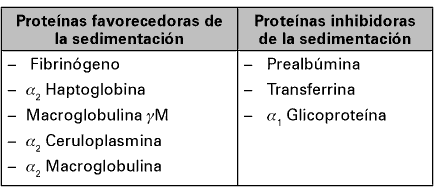 Proteínas favorecedoras de
la sedimentación
Proteínas inhibidoras
de la sedimentación
– Fibrinógeno
– α₂ Haptoglobina
– Macroglobulina γM
– α₂ Ceruloplasmina
– α₂ Macroglobulina
– Prealbúmina
– Transferrina
– α₁ Glicoproteína